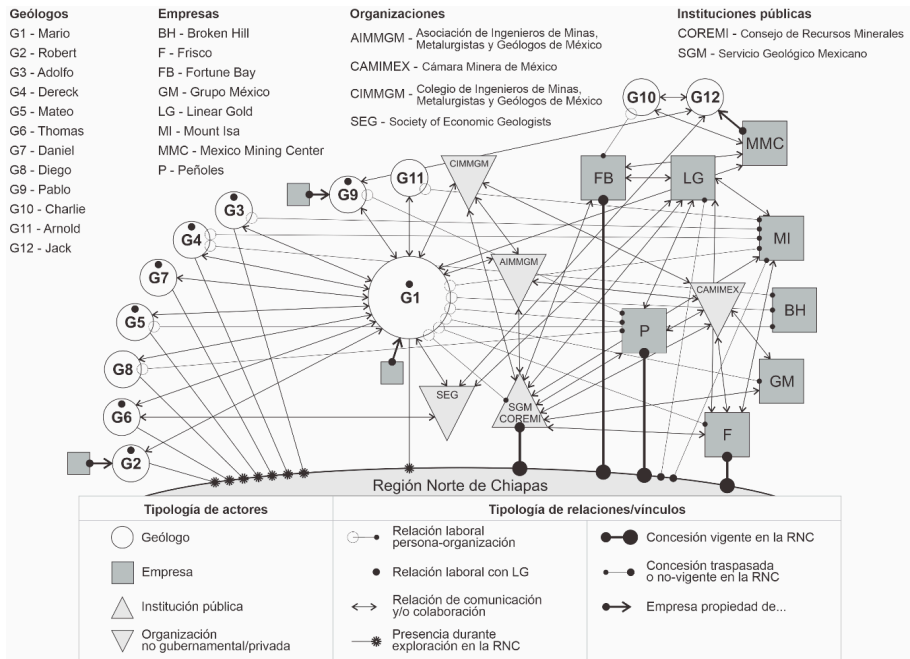 Geólogos
G1 - Mario
G2 - Robert
G3 - Adolfo
G4 - Dereck
G5 - Mateo
G6 - Thomas
G7 - Daniel
G8 - Diego
G9 - Pablo
G10 - Charlie
G11 - Arnold
G12 - Jack
Empresas
BH - Broken Hill
F - Frisco
FB - Fortune Bay
GM - Grupo México
LG - Linear Gold
MI - Mount Isa
MMC - Mexico Mining Center
P - Peñoles
Organizaciones
AIMMGM - Asociación de Ingenieros de Minas,
Metalurgistas y Geólogos de México
CAMIMEX - Cámara Minera de México
CIMMGM - Colegio de Ingenieros de Minas,
Metalurgistas y Geólogos de México
SEG - Society of Economic Geologists
Instituciones públicas
COREMI - Consejo de Recursos Minerales
SGM - Servicio Geológico Mexicano
G10
G12
MMC
CIMMGM
G11
G9
FB
LG
G3
G4
MI
AIMMGM
G7
G1
CAMIMEX
G5
P
BH
G8
GM
SEG
SGM
COREMI
G6
F
G2
Región Norte de Chiapas
Tipología de actores
Geólogo
Empresa
Institución pública
Organización
no gubernamental/privada
Tipología de relaciones/vínculos
Relación laboral
persona-organización
Relación laboral con LG
Relación de comunicación
y/o colaboración
Presencia durante
exploración en la RNC
Concesión vigente en la RNC
Concesión traspasada
o no-vigente en la RNC
Empresa propiedad de...